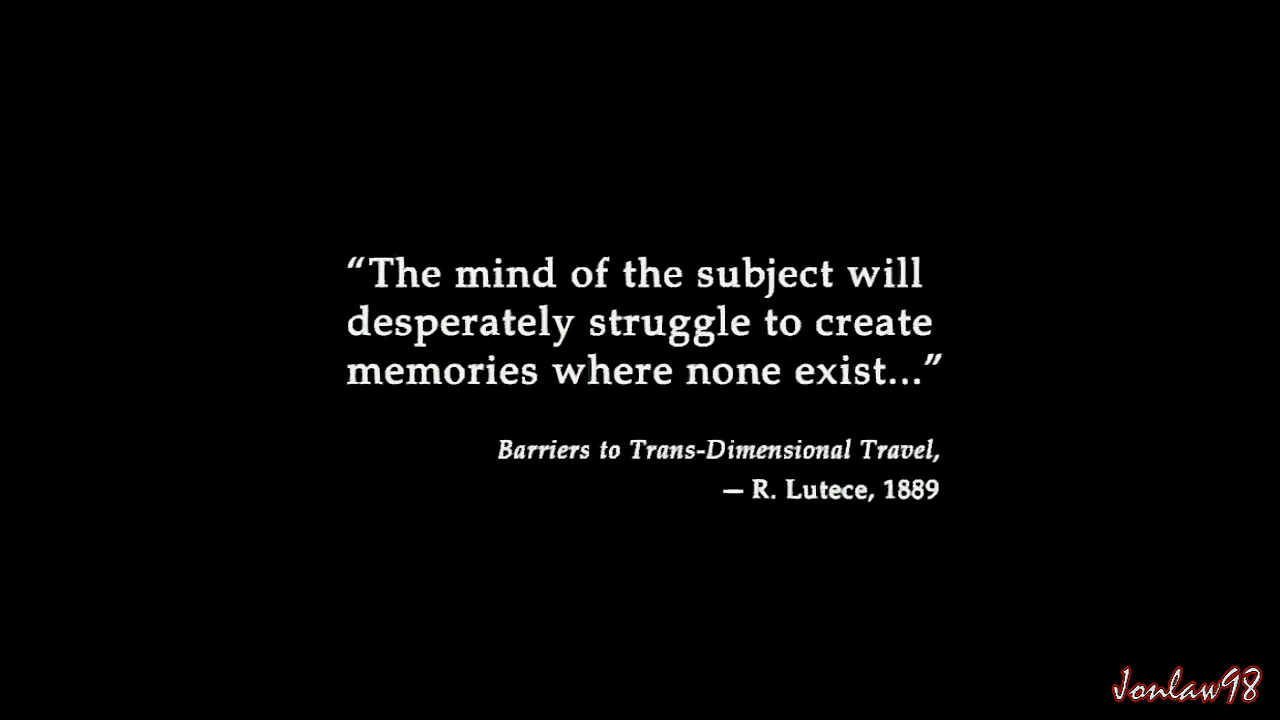 “The mind of the subject will
desperately struggle to create
memories where none exist...”
Barriers to Trans-Dimensional Travel,
— R. Lutece, 1889
Jonlaw98